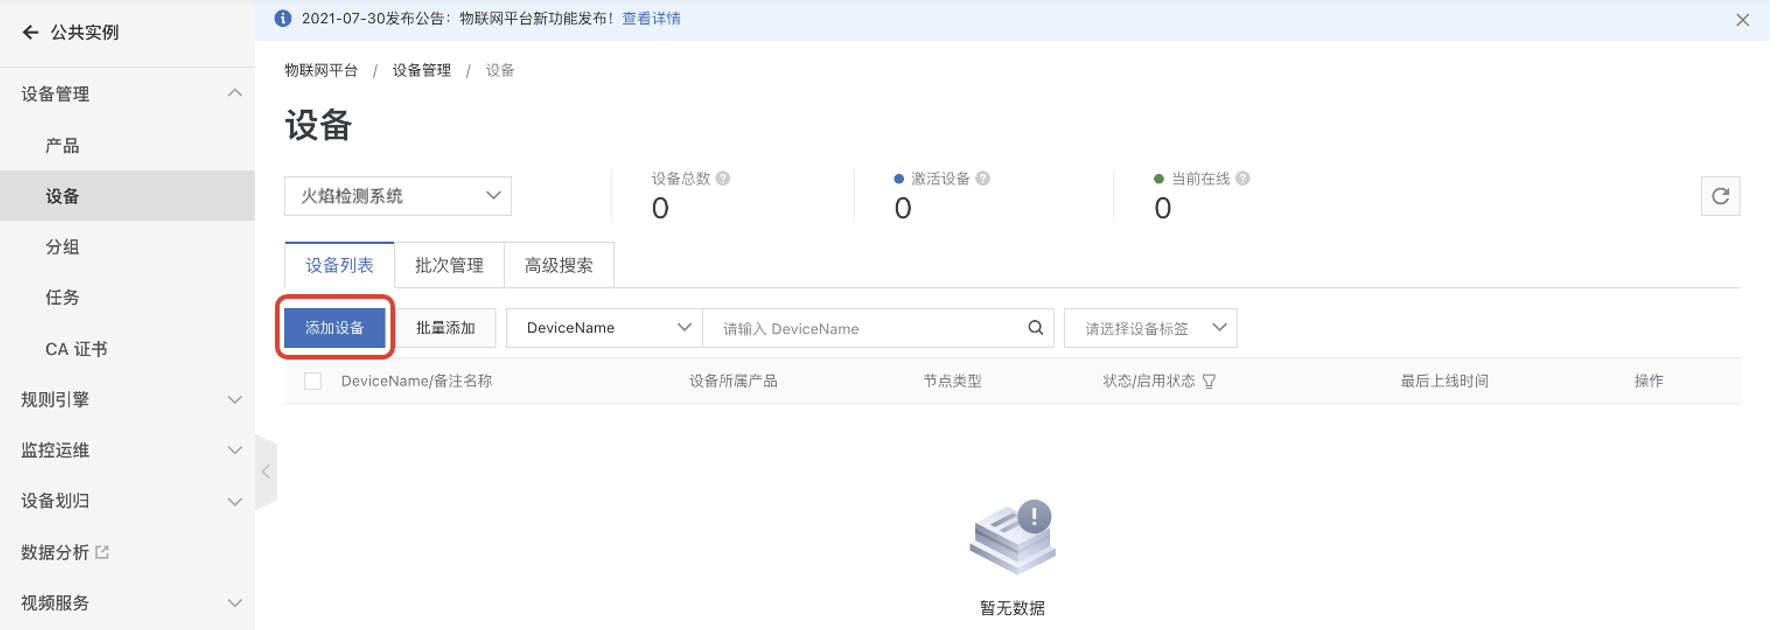 公共实例
2021-07-30发布公告：物联网平台新功能发布！查看详情
设备管理
产品
设备
分组
任务
CA 证书
规则引擎
监控运维
设备划归
数据分析
视频服务
物联网平台 / 设备管理 / 设备
设备
火焰检测系统
设备总数
0
激活设备
0
当前在线
0
设备列表 批次管理 高级搜索
添加设备 批量添加 DeviceName 请输入 DeviceName 请选择设备标签
DeviceName/备注名称 设备所属产品 节点类型 状态/启用状态 最后上线时间 操作
暂无数据